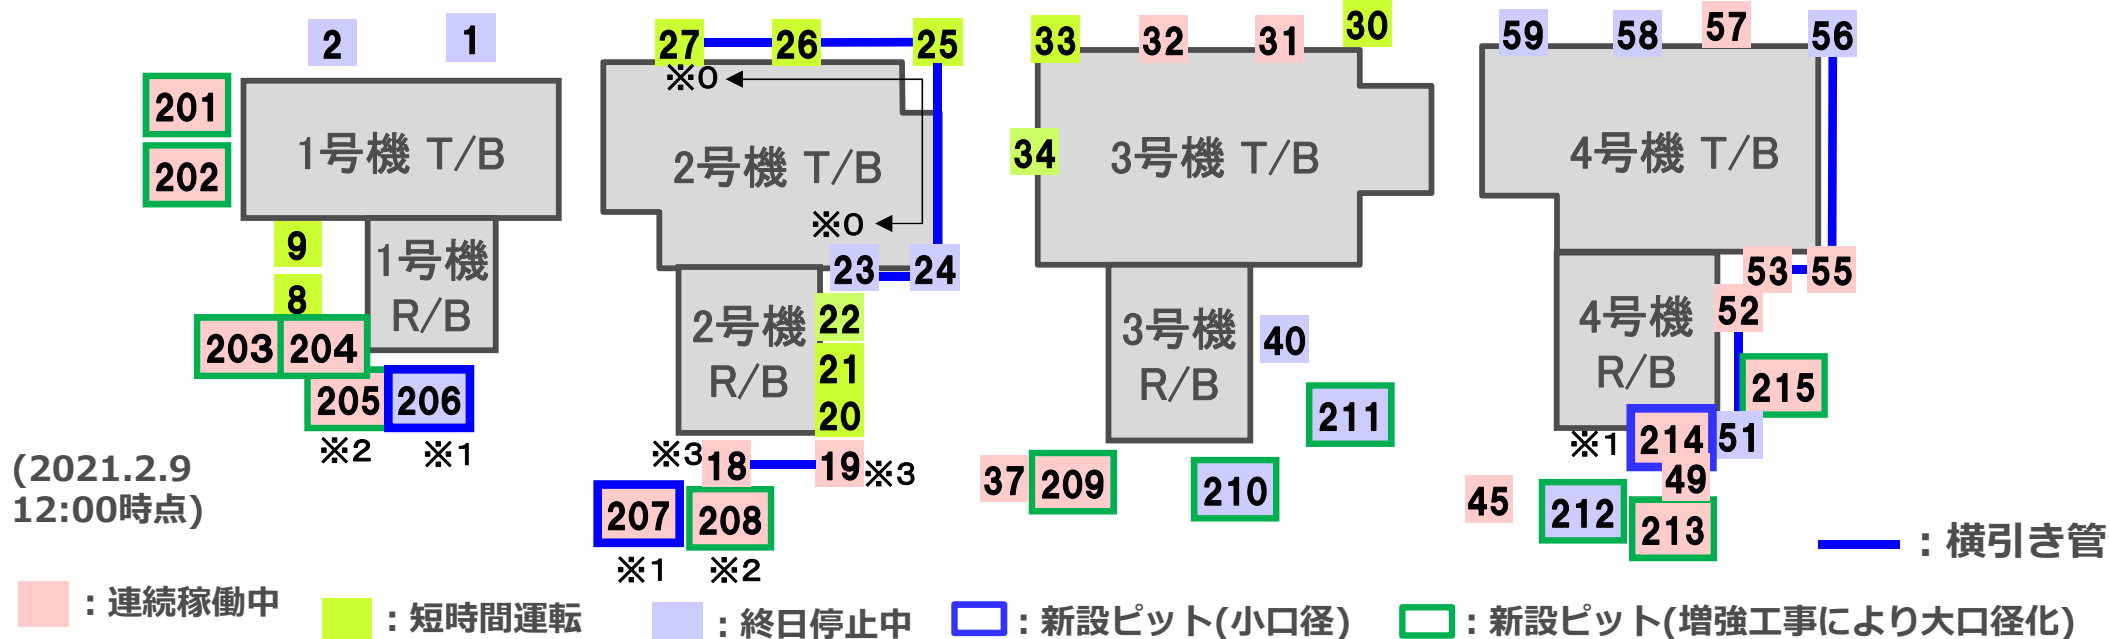 2
1
27
26
25
33
32
31
30
59
58
57
56
※0
201
202
1号機 T/B
2号機 T/B
34
3号機 T/B
4号機 T/B
※0
9
8
1号機
R/B
23
24
53
55
203
204
205
206
※2
※1
2号機
R/B
22
21
20
3号機
R/B
40
211
4号機
R/B
52
215
※1
214
51
49
(2021.2.9
12:00時点)
※3
18
19
※3
207
208
※1
※2
37
209
210
45
212
213
:横引き管
:連続稼働中
:短時間運転
:終日停止中
:新設ピット(小口径)
:新設ピット(増強工事により大口径化)